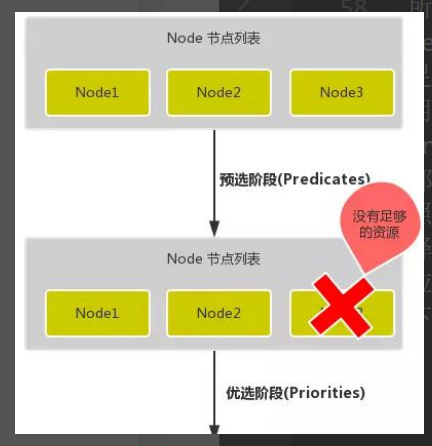 Node 节点列表
Node1
Node2
Node3
预选阶段(Predicates)
没有足够
的资源
Node 节点列表
Node1
Node2
优选阶段(Priorities)